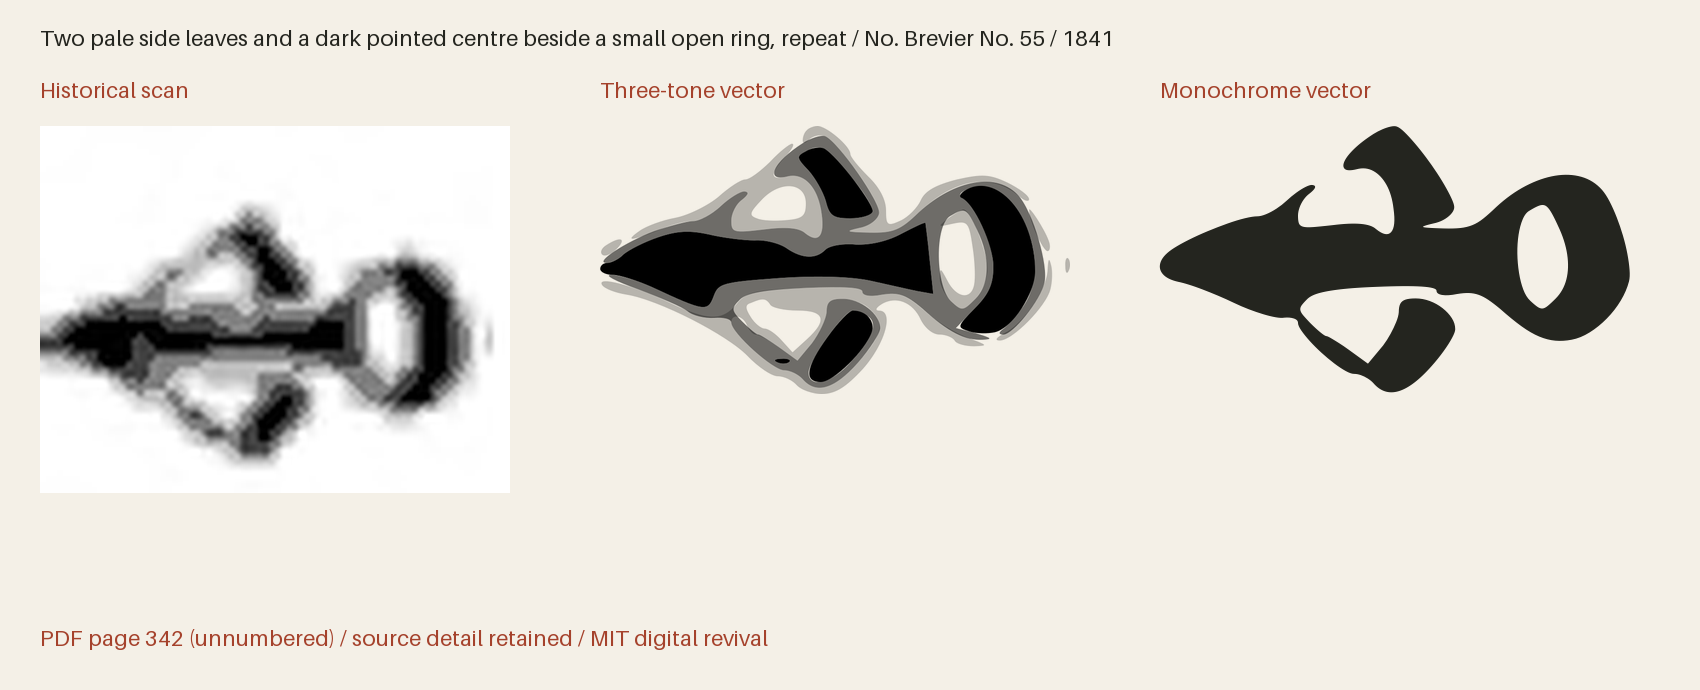 Two pale side leaves and a dark pointed centre beside a small open ring, repeat / No. Brevier No. 55 / 1841
Historical scan
Three-tone vector
Monochrome vector
PDF page 342 (unnumbered) / source detail retained / MIT digital revival